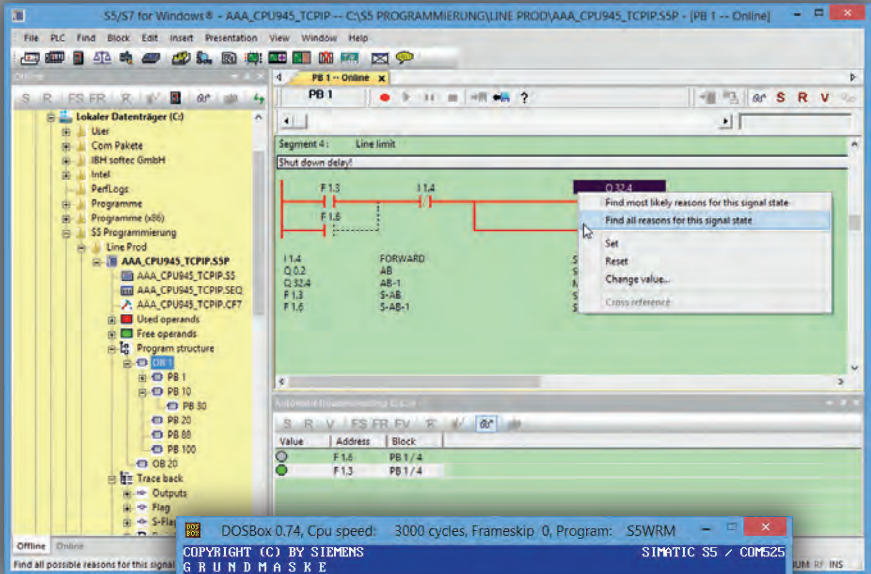 S5/S7 for Windows® - AAA_CPU945_TCPIP -- C:\S5 PROGRAMMIERUNG\LINE PROD\AAA_CPU945_TCPIP.S5P - [PB 1 -- Online]
File PLC Find Block Edit Insert Presentation View Window Help
Offline
S R FS FR
Lokaler Datenträger (C:)
User
Com Pakete
IBH softec GmbH
Intel
PerfLogs
Programme
Programme (x86)
S5 Programmierung
Line Prod
AAA_CPU945_TCPIP.S5P
AAA_CPU945_TCPIP.S5
AAA_CPU945_TCPIP.SEQ
AAA_CPU945_TCPIP.CF7
Used operands
Free operands
Program structure
OB 1
PB 1
PB 10
PB 30
PB 20
PB 88
PB 100
OB 20
Trace back
Outputs
Flag
S-Flag
Offline Online
Find all possible reasons for this signal
PB 1 -- Online x
PB 1
?
S R V
Segment 4: Line limit
Shut down delay!
F 1.3 I 1.4 Q 32.4
F 1.6
I 1.4 FORWARD
Q 0.2 AB
Q 32.4 AB-1
F 1.3 S-AB
F 1.6 S-AB-1
Find most likely reasons for this signal state
Find all reasons for this signal state
Set
Reset
Change value...
Cross reference
S R V FS FR FV
Value Address Block
F 1.6 PB 1 / 4
F 1.3 PB 1 / 4
RF INS
DOSBox 0.74, Cpu speed: 3000 cycles, Frameskip 0, Program: S5WRM
COPYRIGHT (C) BY SIEMENS SIMATIC S5 / COM525
G R U N D M A S K E